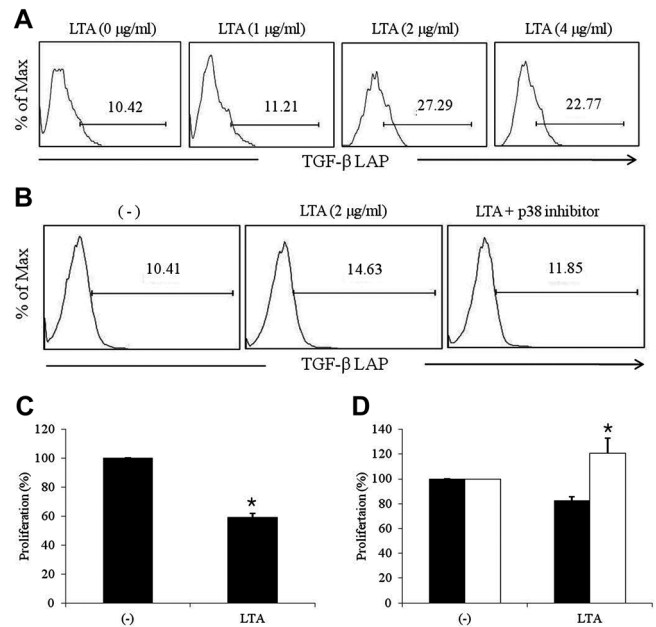 A
LTA (0 μg/ml) LTA (1 μg/ml) LTA (2 μg/ml) LTA (4 μg/ml)
% of Max
10.42 11.21 27.29 22.77
TGF-β LAP
B
(-) LTA (2 μg/ml) LTA + p38 inhibitor
% of Max
10.41 14.63 11.85
TGF-β LAP
C
Proliferation (%)
120
100
80
60
40
20
0
*
(-) LTA
D
Prolifertaion (%)
140
120
100
80
60
40
20
0
*
(-) LTA